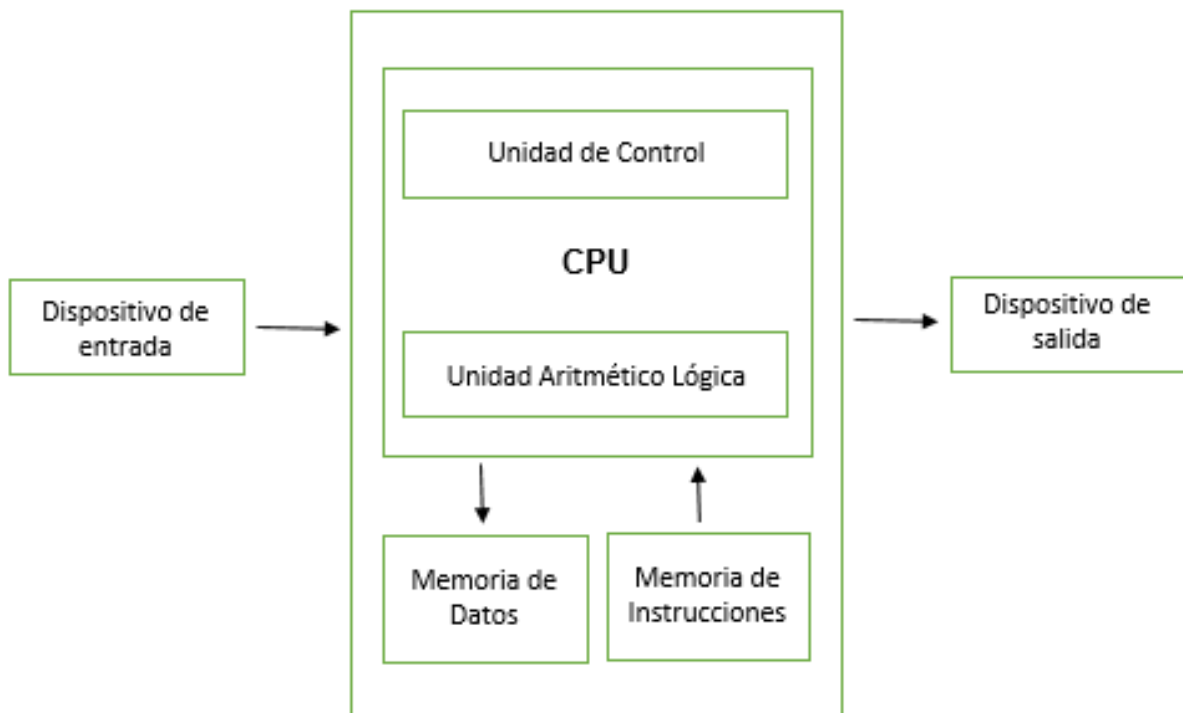 Unidad de Control
CPU
Dispositivo de
entrada
Dispositivo de
salida
Unidad Aritmético Lógica
Memoria de
Datos
Memoria de
Instrucciones